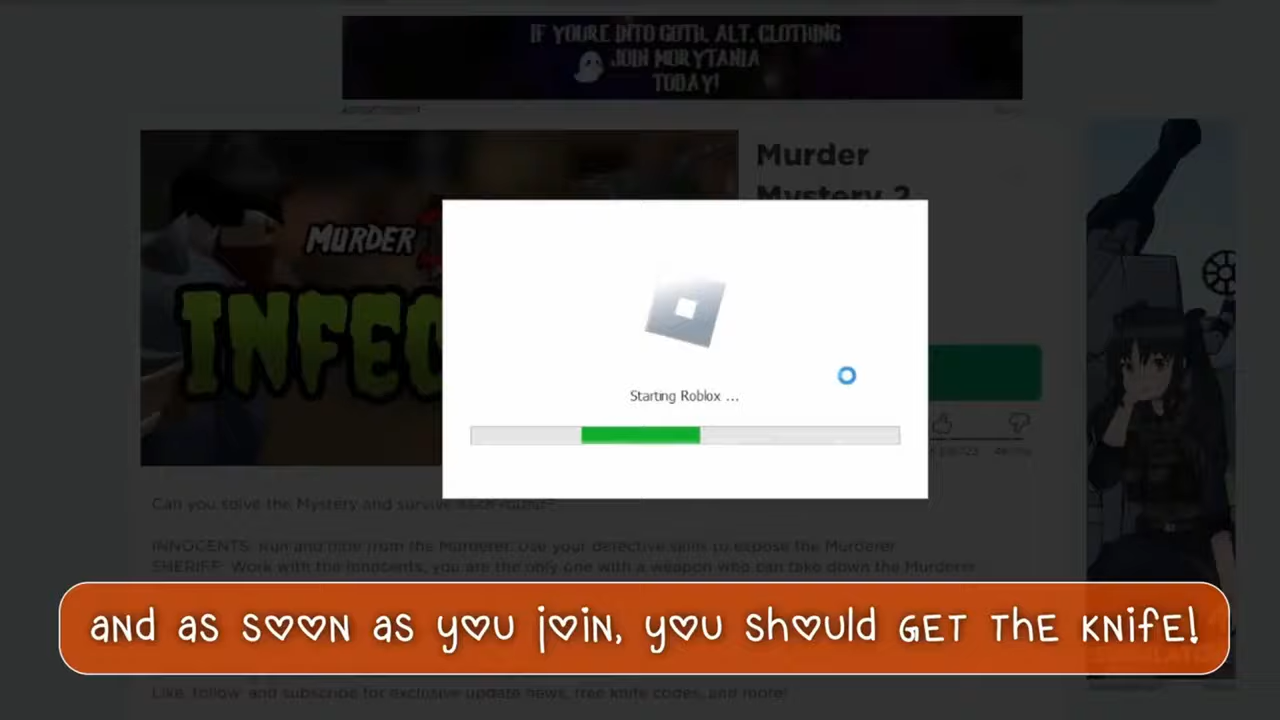 IF YOURE INTO GOTH, ALT, CLOTHING
JOIN MORYTANIA
TODAY!
ADVERTISEMENT
Murder
Mystery 2
MURDER
INFEC
Starting Roblox ...
Can you solve the Mystery and survive each round?
INNOCENTS: Run and hide from the Murderer. Use your detective skills to expose the Murderer
SHERIFF: Work with the Innocents, you are the only one with a weapon who can take down the Murderer
and as soon as you join, you should GET THE KNIFE!
Like, follow, and subscribe for exclusive update news, free knife codes, and more!